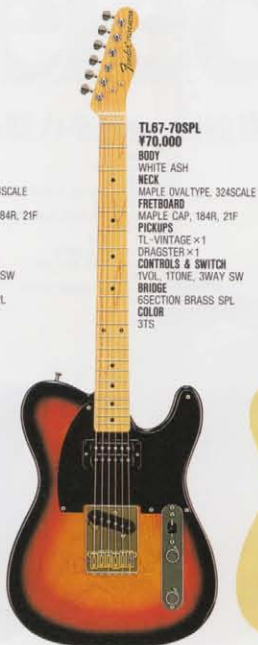 Fender
TL67-70SPL
¥70.000
BODY
WHITE ASH
NECK
MAPLE OVALTYPE, 324SCALE
FRETBOARD
MAPLE CAP, 184R, 21F
PICKUPS
TL-VINTAGE×1
DRAGSTER×1
CONTROLS & SWITCH
1VOL, 1TONE, 3WAY SW
BRIDGE
6SECTION BRASS SPL
COLOR
3TS
SCALE
84R, 21F
SW